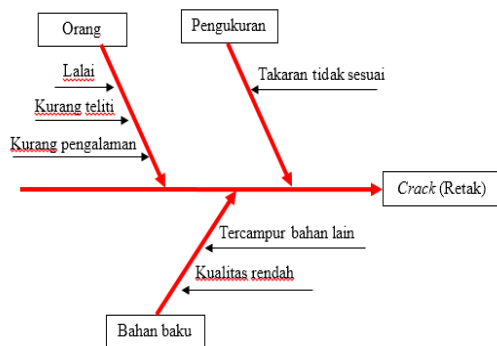 Orang
Pengukuran
Lalai
Kurang teliti
Kurang pengalaman
Takaran tidak sesuai
Crack (Retak)
Tercampur bahan lain
Kualitas rendah
Bahan baku